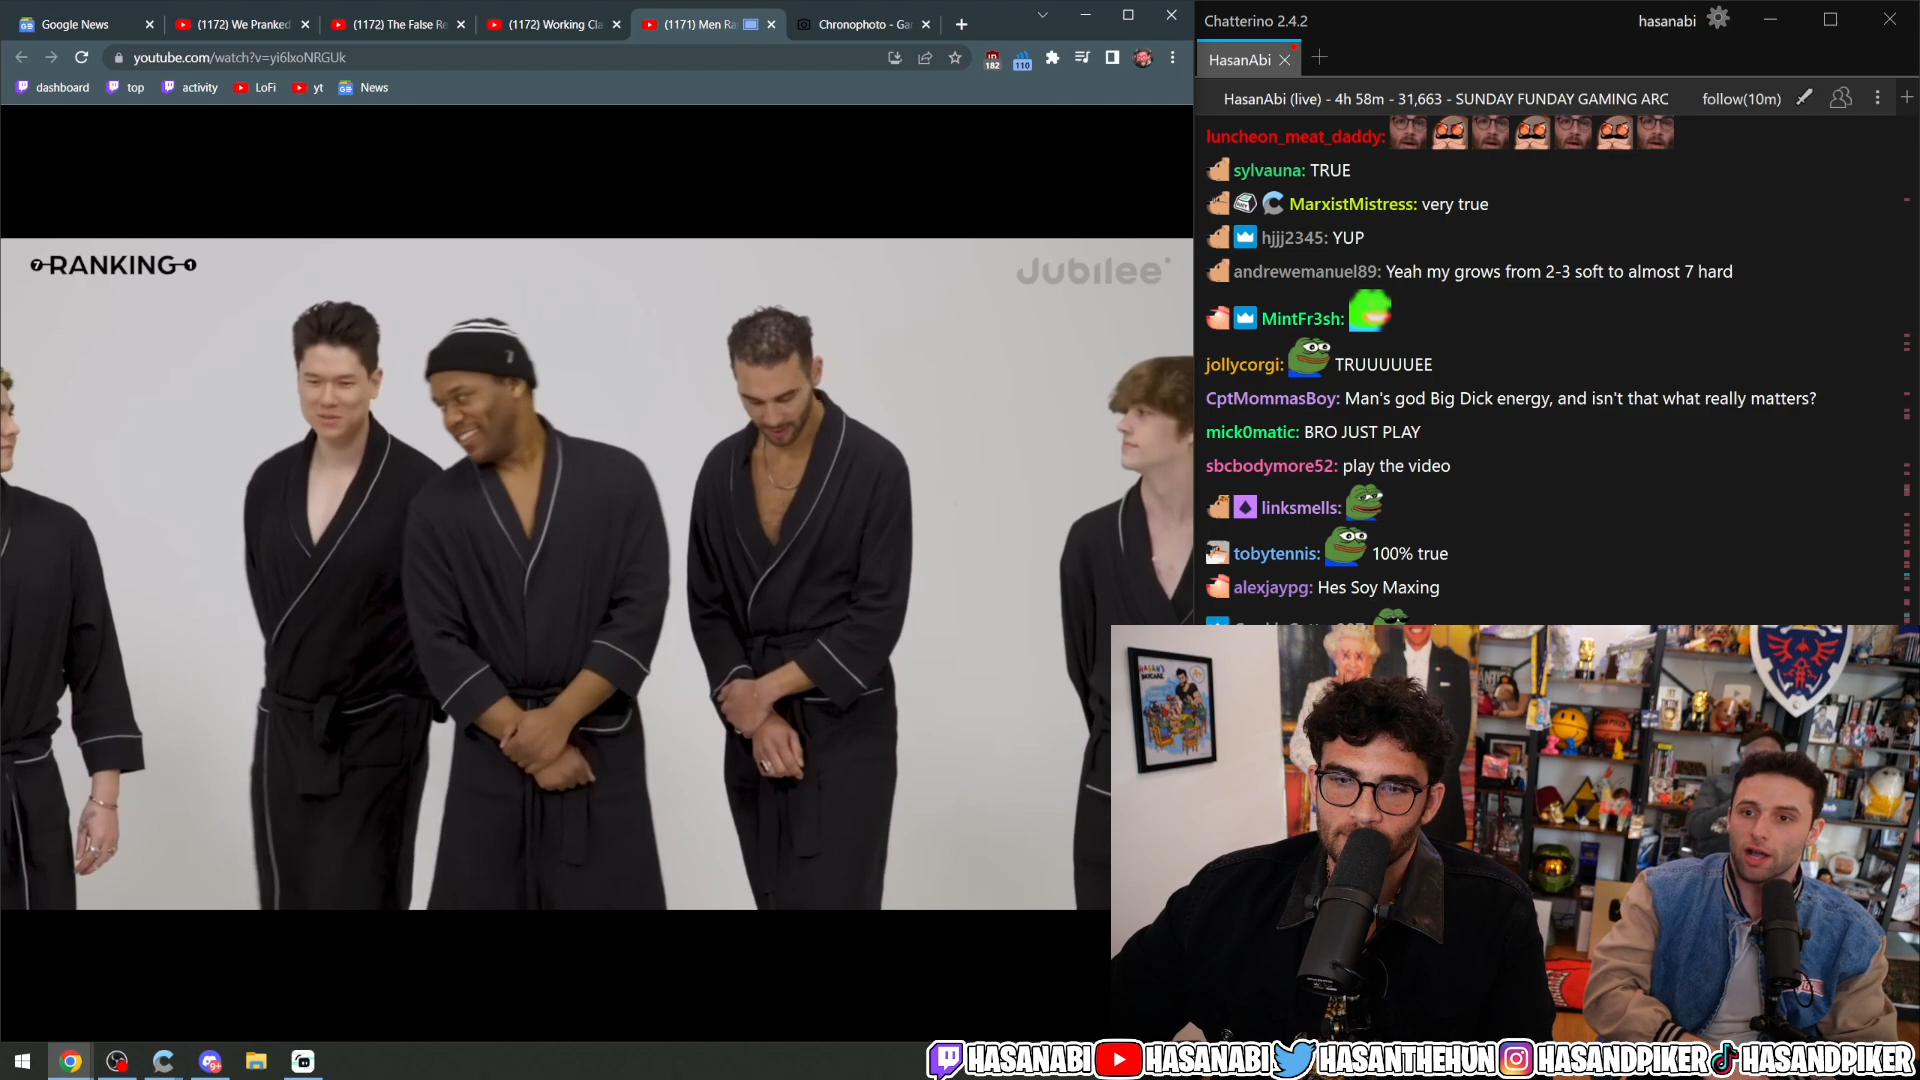 Google News
(1172) We Pranked
(1172) The False Re
(1172) Working Cla
(1171) Men Ra
Chronophoto - Ga
youtube.com/watch?v=yi6lxoNRGUk
182
110
dashboard
top
activity
LoFi
yt
News
7 RANKING 1
Jubilee
Chatterino 2.4.2
hasanabi
HasanAbi
HasanAbi (live) - 4h 58m - 31,663 - SUNDAY FUNDAY GAMING ARC
follow(10m)
luncheon_meat_daddy:
sylvauna: TRUE
MarxistMistress: very true
hjjj2345: YUP
andrewemanuel89: Yeah my grows from 2-3 soft to almost 7 hard
MintFr3sh:
jollycorgi: TRUUUUUEE
CptMommasBoy: Man's god Big Dick energy, and isn't that what really matters?
mick0matic: BRO JUST PLAY
sbcbodymore52: play the video
linksmells:
tobytennis: 100% true
alexjaypg: Hes Soy Maxing
HASANABI
HASANABI
HASANTHEHUN
HASANDPIKER
HASANDPIKER